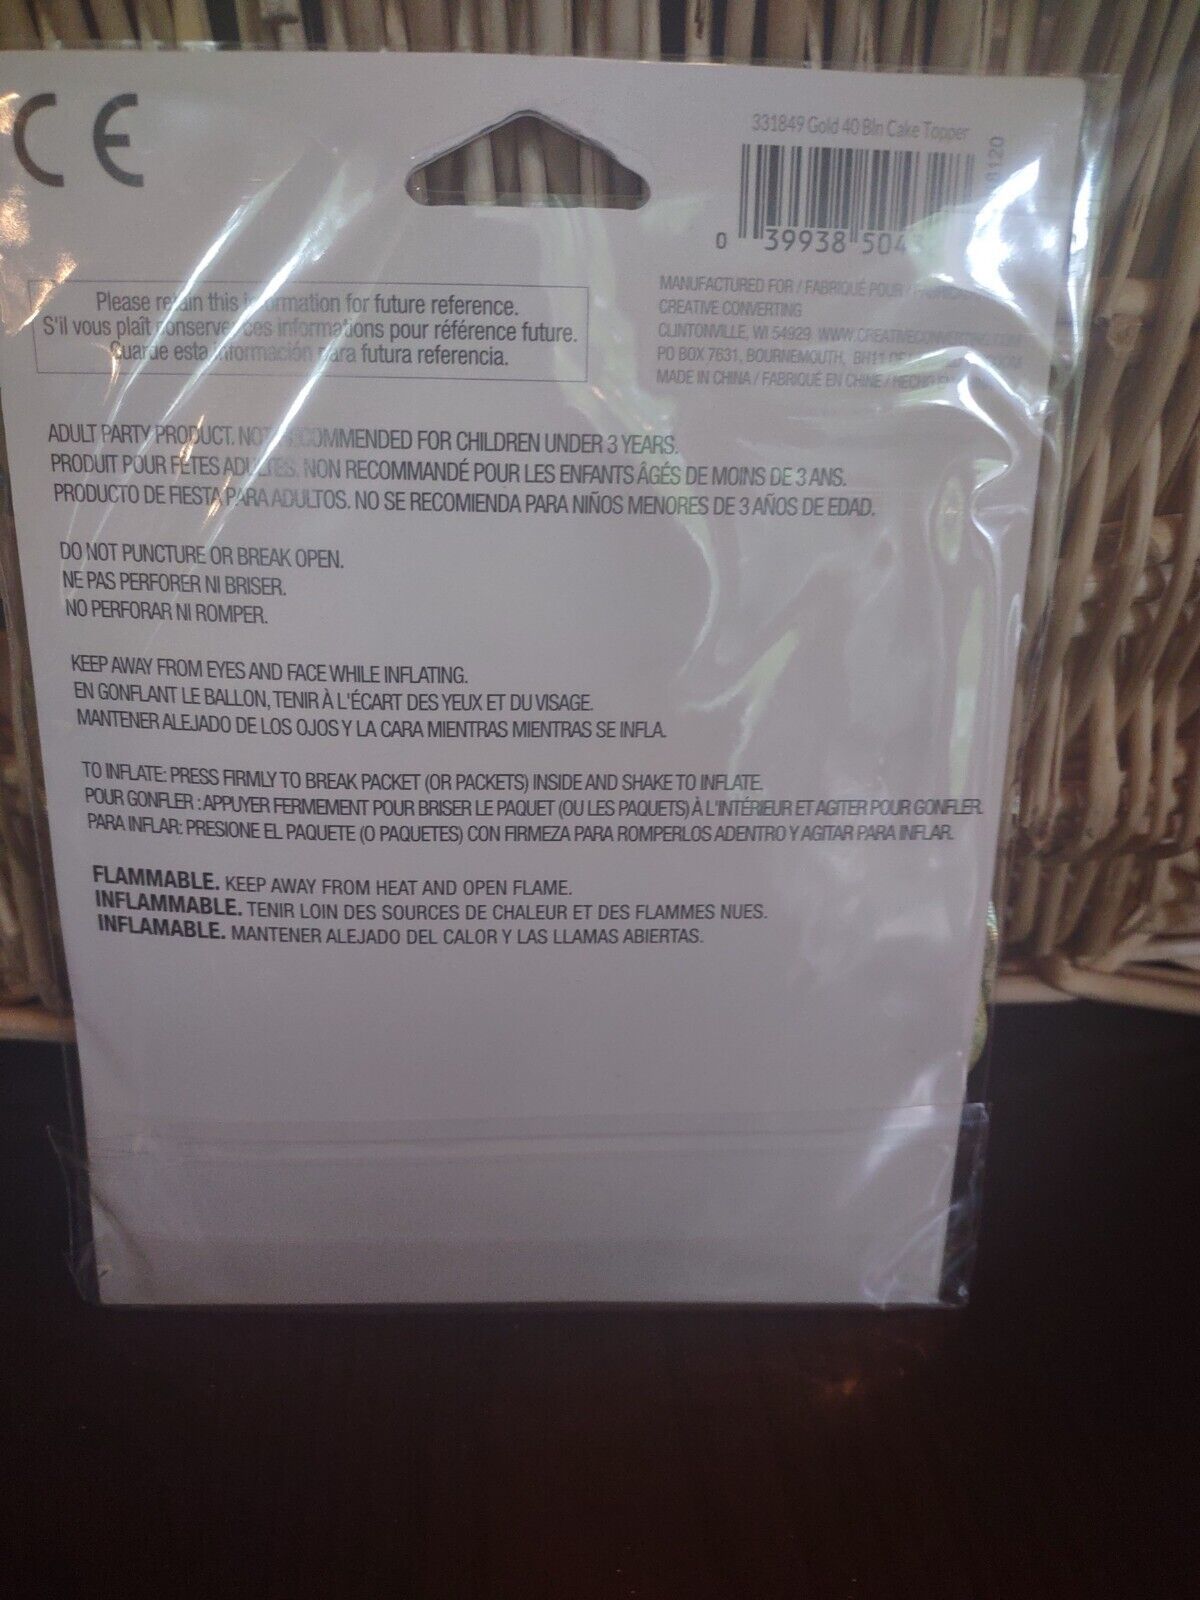 CE
331849 Gold 40 Bln Cake Topper
0 39938 504
Please retain this information for future reference.
S'il vous plaît conserver ces informations pour référence future.
Guarde esta información para futura referencia.
MANUFACTURED FOR / FABRIQUÉ POUR /
CREATIVE CONVERTING
CLINTONVILLE, WI 54929 WWW.CREATIVECONVERTING.COM
PO BOX 7631, BOURNEMOUTH, BH11
MADE IN CHINA / FABRIQUÉ EN CHINE / HECHO
ADULT PARTY PRODUCT. NOT RECOMMENDED FOR CHILDREN UNDER 3 YEARS.
PRODUIT POUR FÊTES ADULTES. NON RECOMMANDÉ POUR LES ENFANTS ÂGÉS DE MOINS DE 3 ANS.
PRODUCTO DE FIESTA PARA ADULTOS. NO SE RECOMIENDA PARA NIÑOS MENORES DE 3 AÑOS DE EDAD.
DO NOT PUNCTURE OR BREAK OPEN.
NE PAS PERFORER NI BRISER.
NO PERFORAR NI ROMPER.
KEEP AWAY FROM EYES AND FACE WHILE INFLATING.
EN GONFLANT LE BALLON, TENIR À L'ÉCART DES YEUX ET DU VISAGE.
MANTENER ALEJADO DE LOS OJOS Y LA CARA MIENTRAS MIENTRAS SE INFLA.
TO INFLATE: PRESS FIRMLY TO BREAK PACKET (OR PACKETS) INSIDE AND SHAKE TO INFLATE.
POUR GONFLER : APPUYER FERMEMENT POUR BRISER LE PAQUET (OU LES PAQUETS) À L'INTÉRIEUR ET AGITER POUR GONFLER.
PARA INFLAR: PRESIONE EL PAQUETE (O PAQUETES) CON FIRMEZA PARA ROMPERLOS ADENTRO Y AGITAR PARA INFLAR.
FLAMMABLE. KEEP AWAY FROM HEAT AND OPEN FLAME.
INFLAMMABLE. TENIR LOIN DES SOURCES DE CHALEUR ET DES FLAMMES NUES.
INFLAMABLE. MANTENER ALEJADO DEL CALOR Y LAS LLAMAS ABIERTAS.